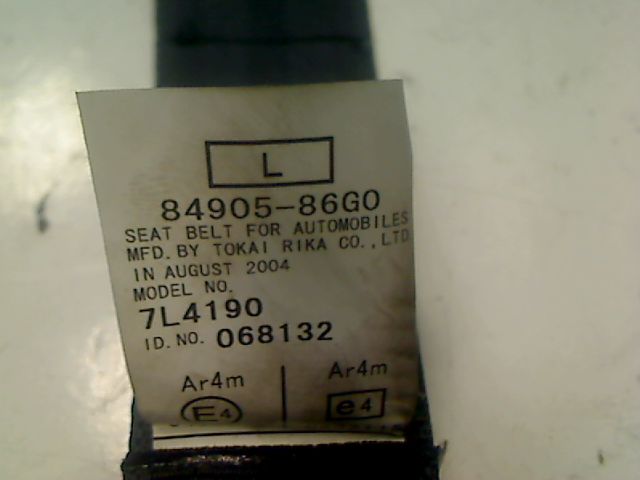 L
84905-86G0
SEAT BELT FOR AUTOMOBILES
MFD. BY TOKAI RIKA CO.,LTD.
IN AUGUST 2004
MODEL NO.
7L4190
ID.NO. 068132
Ar4m Ar4m
E4 e4